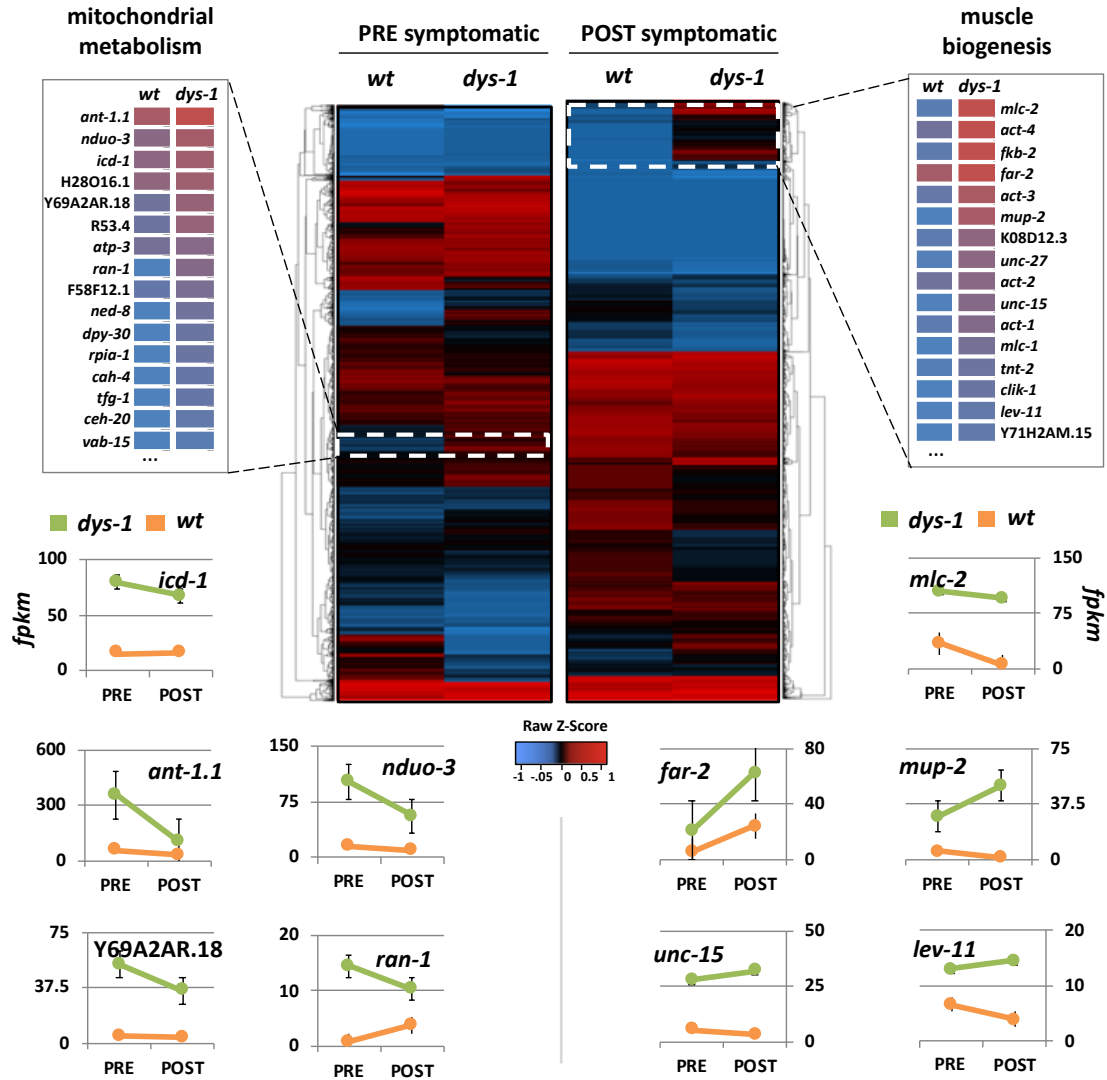 mitochondrial
metabolism
PRE symptomatic
POST symptomatic
muscle
biogenesis
wt dys-1
wt dys-1
wt dys-1
wt dys-1
ant-1.1
nduo-3
icd-1
H28O16.1
Y69A2AR.18
R53.4
atp-3
ran-1
F58F12.1
ned-8
dpy-30
rpia-1
cah-4
tfg-1
ceh-20
vab-15
...
mlc-2
act-4
fkb-2
far-2
act-3
mup-2
K08D12.3
unc-27
act-2
unc-15
act-1
mlc-1
tnt-2
clik-1
lev-11
Y71H2AM.15
...
dys-1 wt
dys-1 wt
100
50
0
fpkm
icd-1
PRE POST
150
75
0
fpkm
mlc-2
PRE POST
Raw Z-Score
-1 -.05 0 .05 1
600
300
0
ant-1.1
PRE POST
150
75
0
nduo-3
PRE POST
80
40
0
far-2
PRE POST
75
37.5
0
mup-2
PRE POST
75
37.5
0
Y69A2AR.18
PRE POST
20
10
0
ran-1
PRE POST
50
25
0
unc-15
PRE POST
20
10
0
lev-11
PRE POST